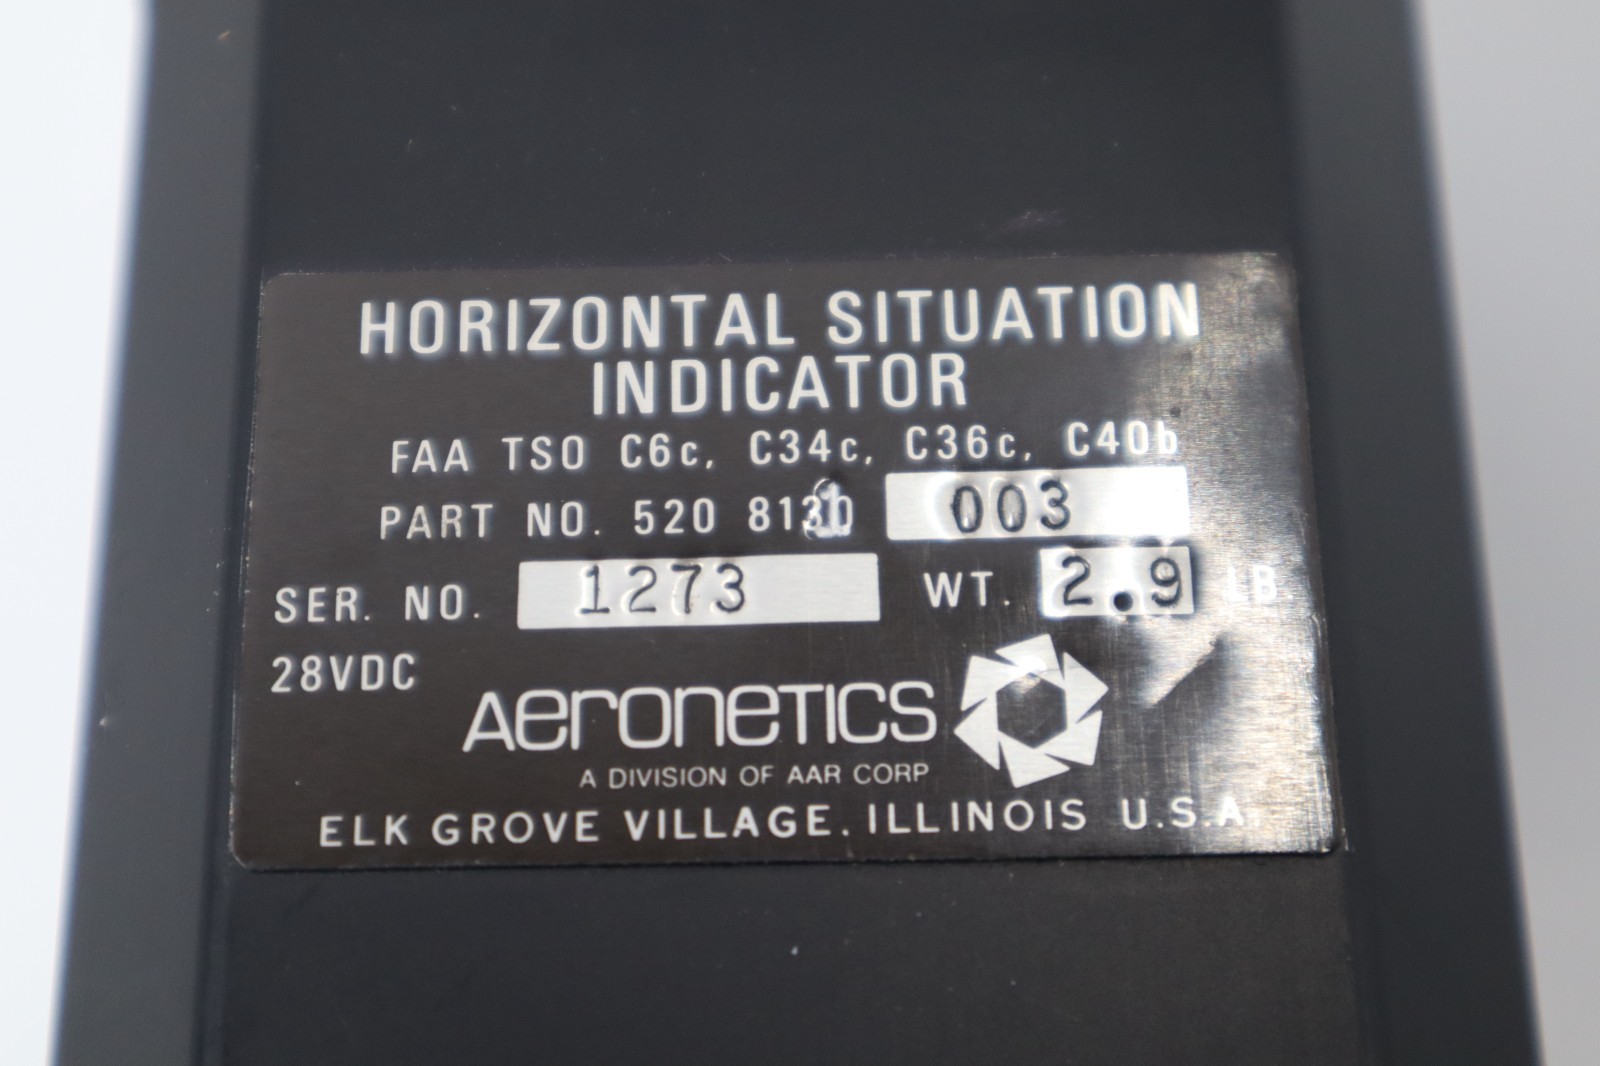 HORIZONTAL SITUATION
INDICATOR
FAA TSO C6c, C34c, C36c, C40b
PART NO. 520 003
SER. NO. 1273 WT. 2.9 LB
28VDC
AERONETICS
A DIVISION OF AAR CORP
ELK GROVE VILLAGE, ILLINOIS U.S.A.